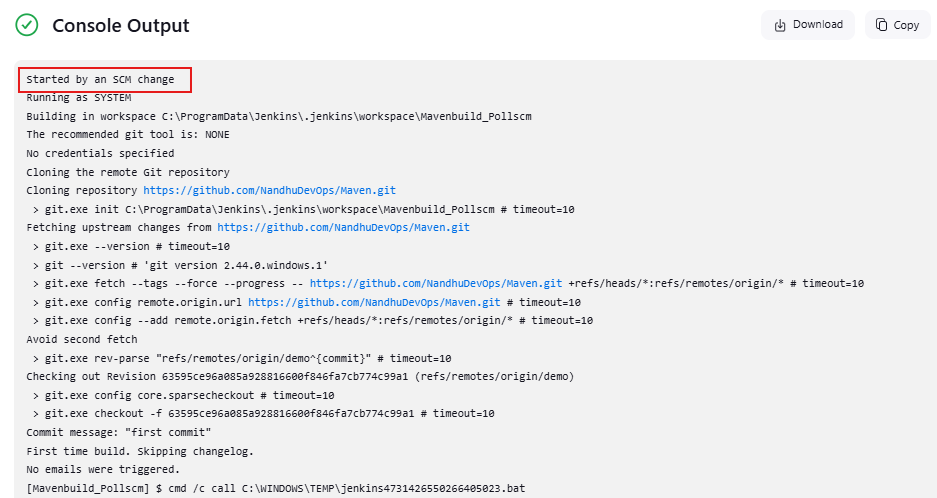 Console Output
Download
Copy
Started by an SCM change
Running as SYSTEM
Building in workspace C:\ProgramData\Jenkins\.jenkins\workspace\Mavenbuild_Pollscm
The recommended git tool is: NONE
No credentials specified
Cloning the remote Git repository
Cloning repository https://github.com/NandhuDevOps/Maven.git
> git.exe init C:\ProgramData\Jenkins\.jenkins\workspace\Mavenbuild_Pollscm # timeout=10
Fetching upstream changes from https://github.com/NandhuDevOps/Maven.git
> git.exe --version # timeout=10
> git --version # 'git version 2.44.0.windows.1'
> git.exe fetch --tags --force --progress -- https://github.com/NandhuDevOps/Maven.git +refs/heads/*:refs/remotes/origin/* # timeout=10
> git.exe config remote.origin.url https://github.com/NandhuDevOps/Maven.git # timeout=10
> git.exe config --add remote.origin.fetch +refs/heads/*:refs/remotes/origin/* # timeout=10
Avoid second fetch
> git.exe rev-parse "refs/remotes/origin/demo^{commit}" # timeout=10
Checking out Revision 63595ce96a085a928816600f846fa7cb774c99a1 (refs/remotes/origin/demo)
> git.exe config core.sparsecheckout # timeout=10
> git.exe checkout -f 63595ce96a085a928816600f846fa7cb774c99a1 # timeout=10
Commit message: "first commit"
First time build. Skipping changelog.
No emails were triggered.
[Mavenbuild_Pollscm] $ cmd /c call C:\WINDOWS\TEMP\jenkins4731426550266405023.bat